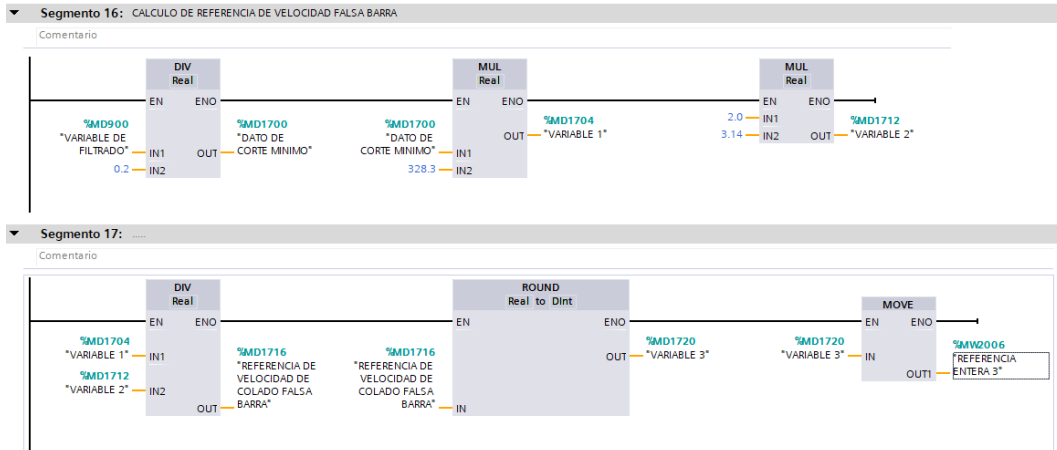 Segmento 16: CALCULO DE REFERENCIA DE VELOCIDAD FALSA BARRA
Comentario
DIV
Real
MUL
Real
MUL
Real
EN ENO
EN ENO
EN ENO
%MD900
"VARIABLE DE
FILTRADO"
IN1
0.2
IN2
OUT
%MD1700
"DATO DE
CORTE MINIMO"
%MD1700
"DATO DE
CORTE MINIMO"
IN1
328.3
IN2
OUT
%MD1704
"VARIABLE 1"
2.0
IN1
3.14
IN2
OUT
%MD1712
"VARIABLE 2"
Segmento 17: .....
Comentario
DIV
Real
ROUND
Real to DInt
MOVE
EN ENO
EN ENO
EN ENO
%MD1704
"VARIABLE 1"
IN1
%MD1712
"VARIABLE 2"
IN2
OUT
%MD1716
"REFERENCIA DE
VELOCIDAD DE
COLADO FALSA
BARRA"
%MD1716
"REFERENCIA DE
VELOCIDAD DE
COLADO FALSA
BARRA"
IN
OUT
%MD1720
"VARIABLE 3"
%MD1720
"VARIABLE 3"
IN
OUT1
%MW2006
"REFERENCIA
ENTERA 3"